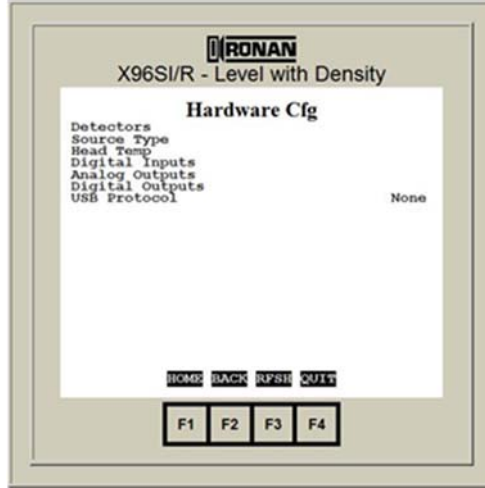 RONAN
X96SI/R - Level with Density
Hardware Cfg
Detectors
Source Type
Head Temp
Digital Inputs
Analog Outputs
Digital Outputs
USB Protocol None
HOME BACK RFSH QUIT
F1 F2 F3 F4